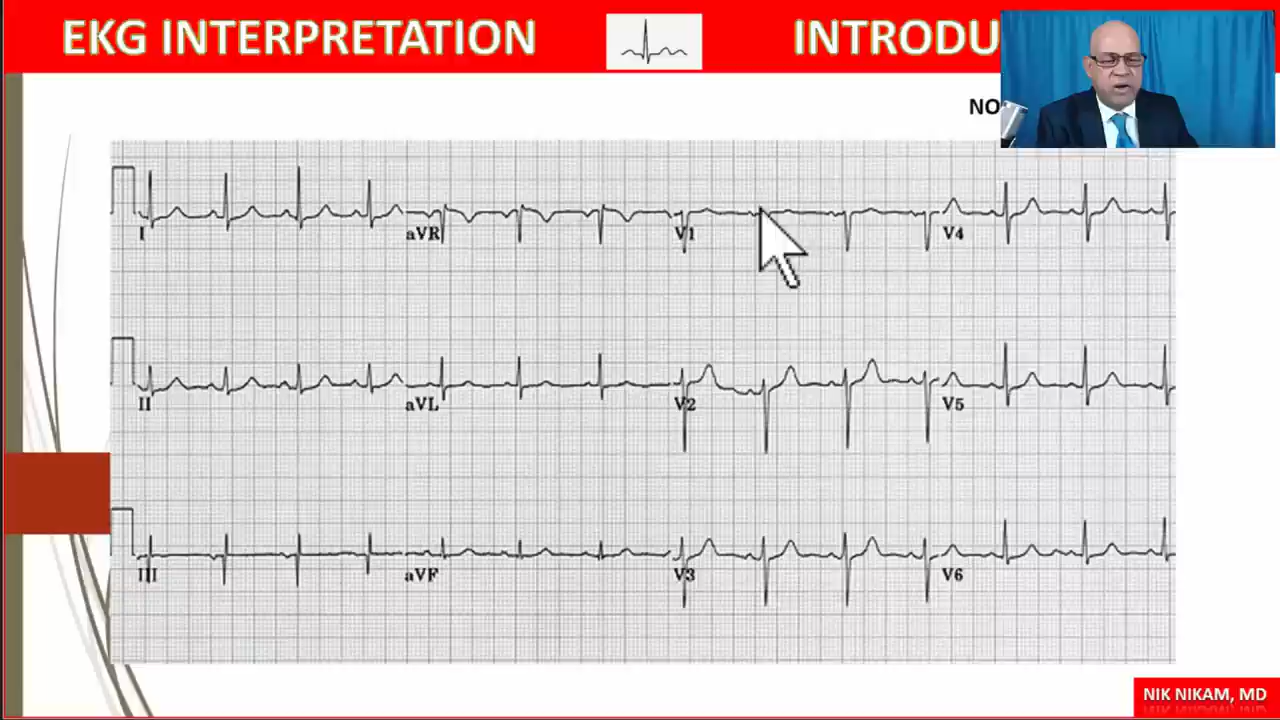 EKG INTERPRETATION
INTRODU
NO
I aVR V1 V4
II aVL V2 V5
III aVF V3 V6
NIK NIKAM, MD